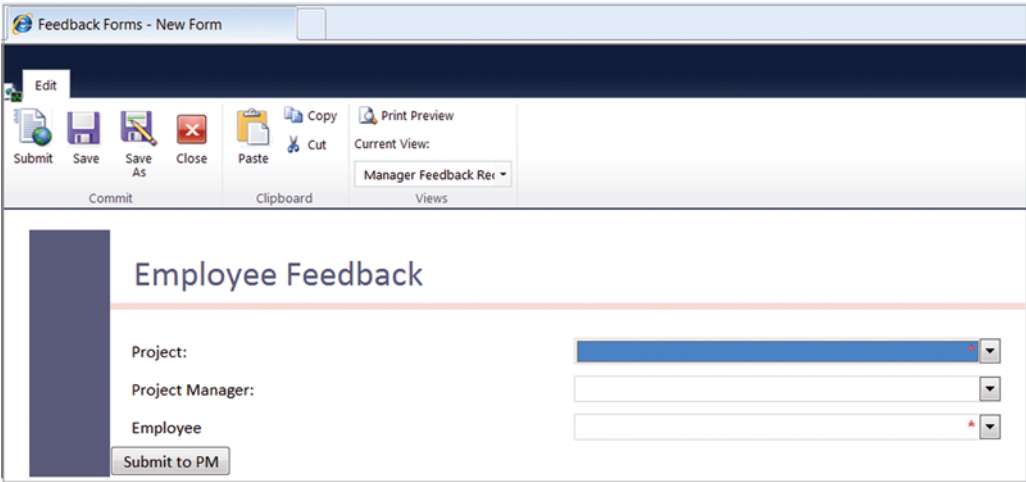 Feedback Forms - New Form
Edit
Submit
Save
Save As
Close
Paste
Copy
Cut
Print Preview
Current View:
Manager Feedback Rec
Commit
Clipboard
Views
Employee Feedback
Project: *
Project Manager:
Employee *
Submit to PM